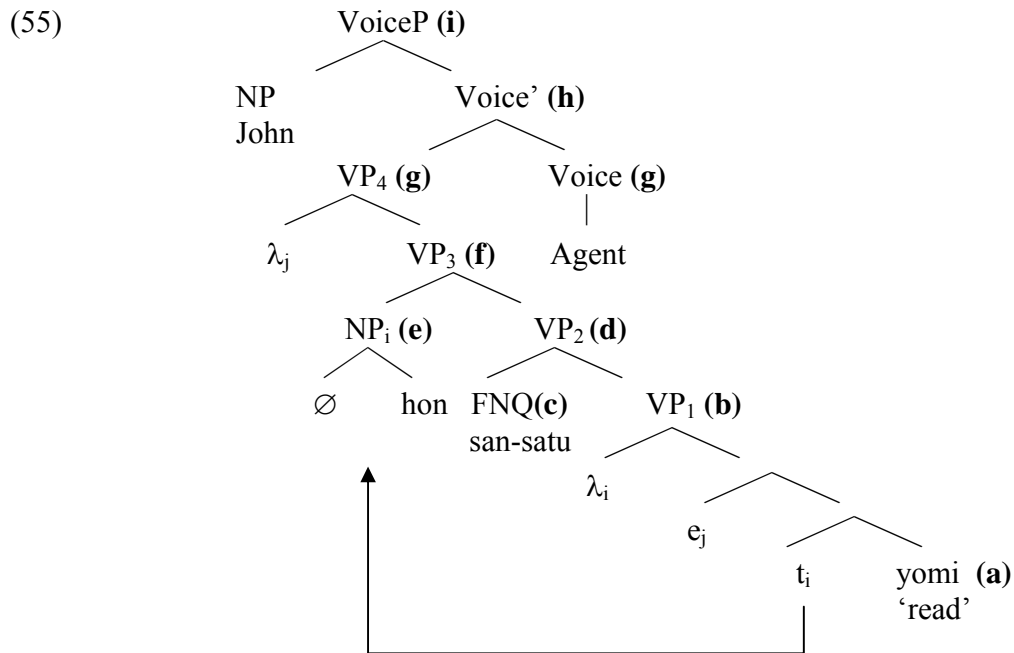 (55) VoiceP (i)
NP Voice’ (h)
John
VP₄ (g) Voice (g)
λⱼ VP₃ (f) Agent
NPᵢ (e) VP₂ (d)
∅ hon FNQ(c) VP₁ (b)
san-satu
λᵢ
eⱼ
tᵢ yomi (a)
‘read’